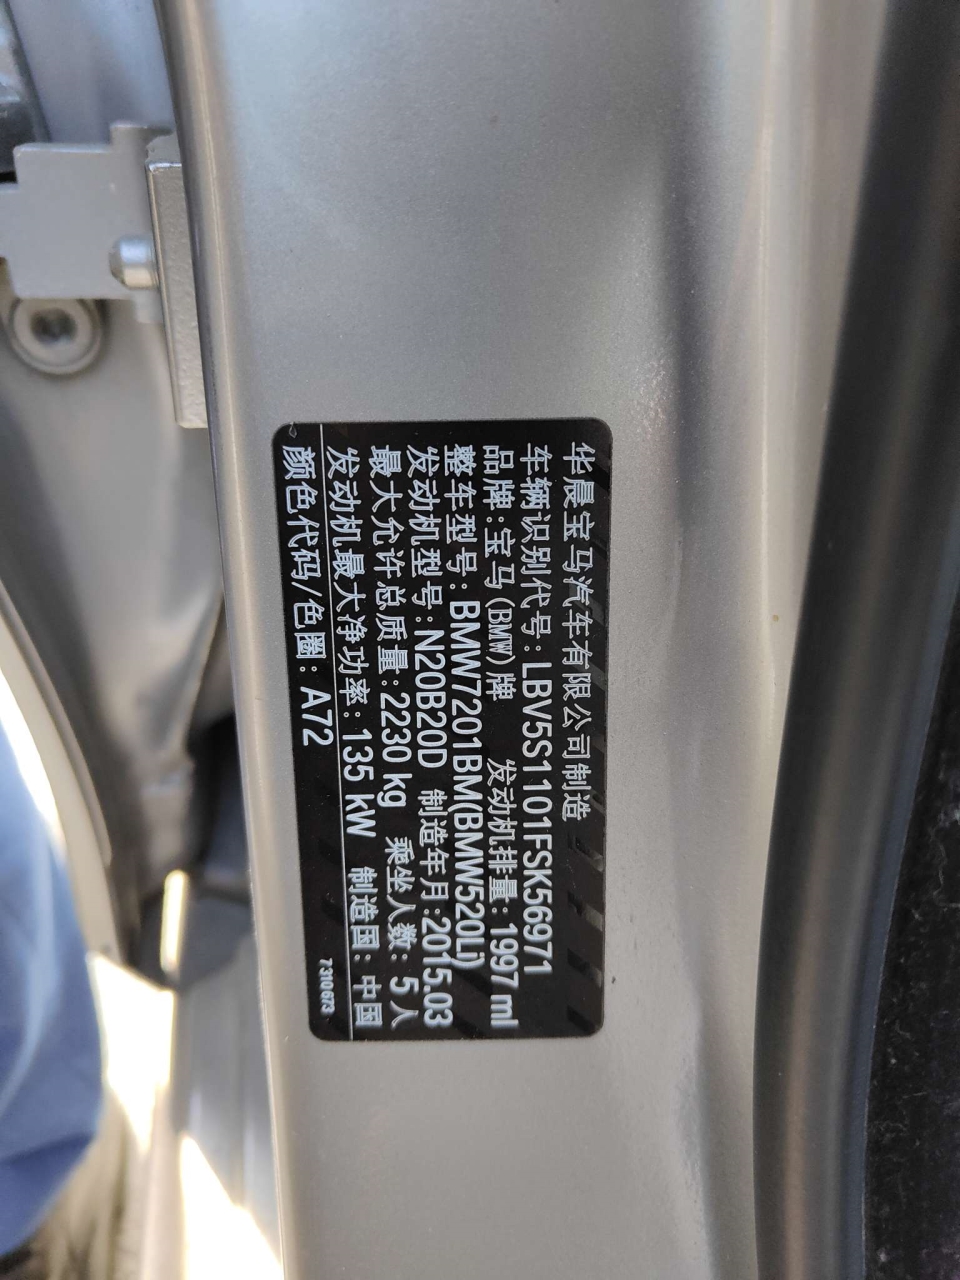 华晨宝马汽车有限公司制造
车辆识别代号:LBV5S1101FSK56971
品牌:宝马(BMW)牌 发动机排量:1997 ml
整车型号:BMW7201BM(BMW520Li)
发动机型号:N20B20D 制造年月:2015.03
最大允许总质量:2230 kg 乘坐人数: 5 人
发动机最大净功率: 135 kW 制造国: 中国
颜色代码/色圈: A72 7310673